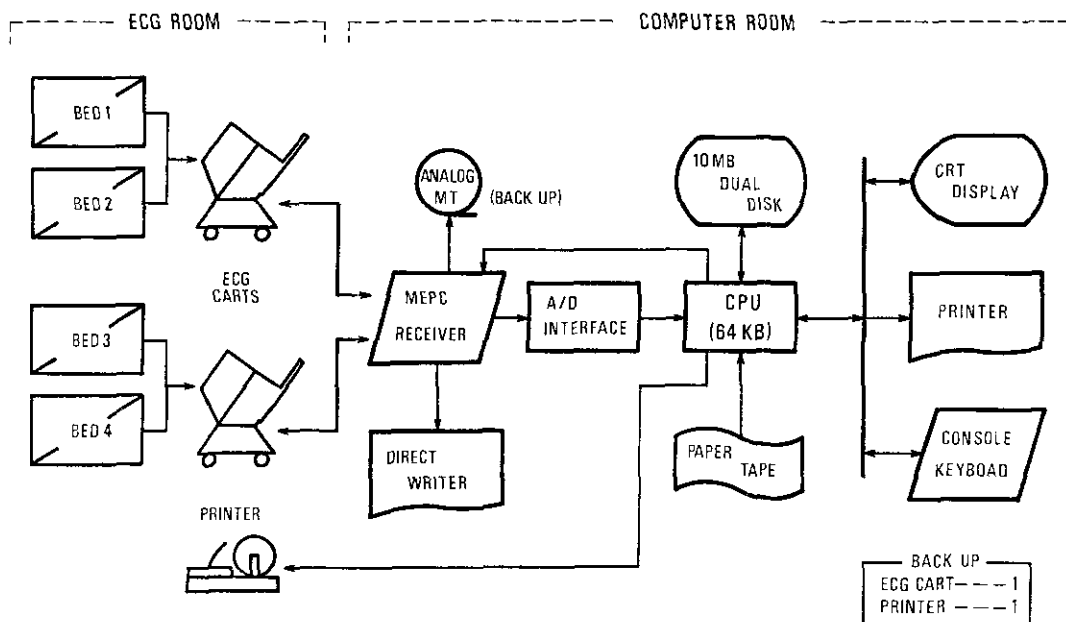 ECG ROOM
COMPUTER ROOM
BED 1
BED 2
ECG
CARTS
BED 3
BED 4
PRINTER
ANALOG
MT
(BACK UP)
MEPC
RECEIVER
DIRECT
WRITER
A/D
INTERFACE
10 MB
DUAL
DISK
CPU
(64 KB)
PAPER
TAPE
CRT
DISPLAY
PRINTER
CONSOLE
KEYBOAD
BACK UP
ECG CART ———— 1
PRINTER ———— 1